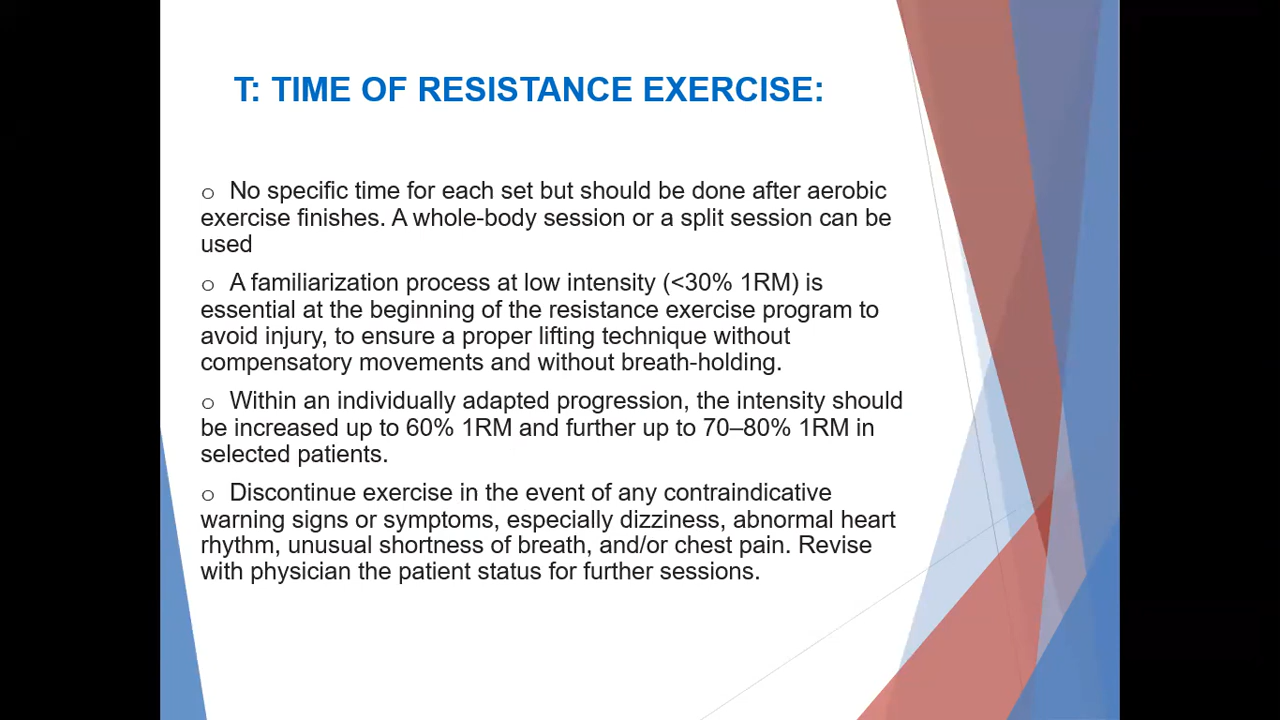 T: TIME OF RESISTANCE EXERCISE:
o No specific time for each set but should be done after aerobic
exercise finishes. A whole-body session or a split session can be
used
o A familiarization process at low intensity (<30% 1RM) is
essential at the beginning of the resistance exercise program to
avoid injury, to ensure a proper lifting technique without
compensatory movements and without breath-holding.
o Within an individually adapted progression, the intensity should
be increased up to 60% 1RM and further up to 70–80% 1RM in
selected patients.
o Discontinue exercise in the event of any contraindicative
warning signs or symptoms, especially dizziness, abnormal heart
rhythm, unusual shortness of breath, and/or chest pain. Revise
with physician the patient status for further sessions.